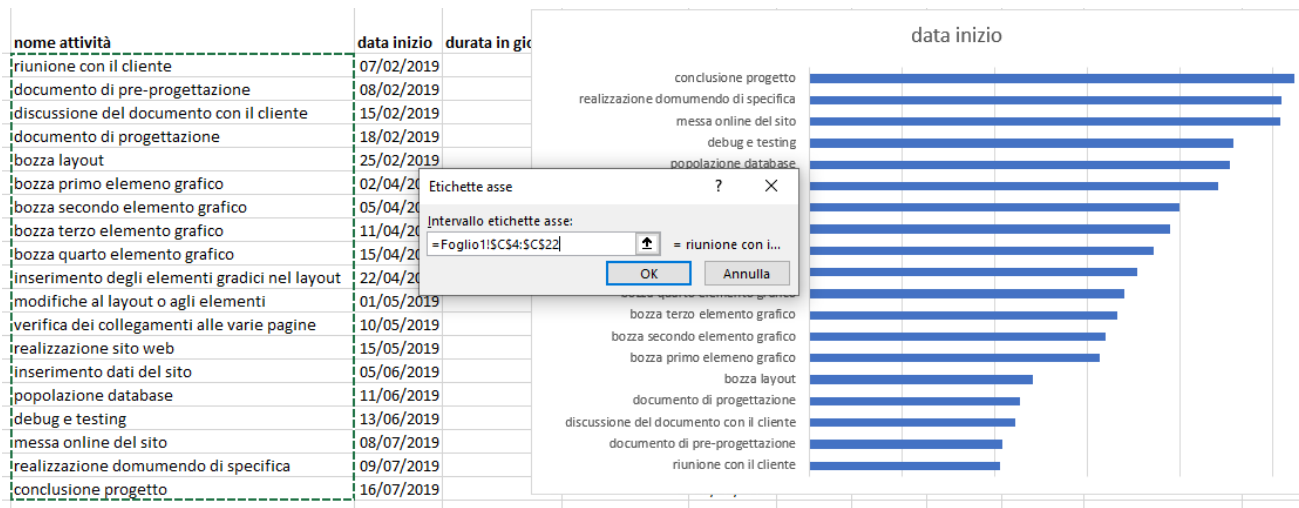 nome attività data inizio durata in gio
riunione con il cliente 07/02/2019
documento di pre-progettazione 08/02/2019
discussione del documento con il cliente 15/02/2019
documento di progettazione 18/02/2019
bozza layout 25/02/2019
bozza primo elemeno grafico 02/04/20
bozza secondo elemento grafico 05/04/20
bozza terzo elemento grafico 11/04/20
bozza quarto elemento grafico 15/04/20
inserimento degli elementi gradici nel layout 22/04/20
modifiche al layout o agli elementi 01/05/2019
verifica dei collegamenti alle varie pagine 10/05/2019
realizzazione sito web 15/05/2019
inserimento dati del sito 05/06/2019
popolazione database 11/06/2019
debug e testing 13/06/2019
messa online del sito 08/07/2019
realizzazione domumendo di specifica 09/07/2019
conclusione progetto 16/07/2019
data inizio
conclusione progetto
realizzazione domumendo di specifica
messa online del sito
debug e testing
popolazione database
Etichette asse ? X
Intervallo etichette asse:
=Foglio1!$C$4:$C$22 = riunione con i...
OK Annulla
bozza quarto elemento grafico
bozza terzo elemento grafico
bozza secondo elemento grafico
bozza primo elemeno grafico
bozza layout
documento di progettazione
discussione del documento con il cliente
documento di pre-progettazione
riunione con il cliente